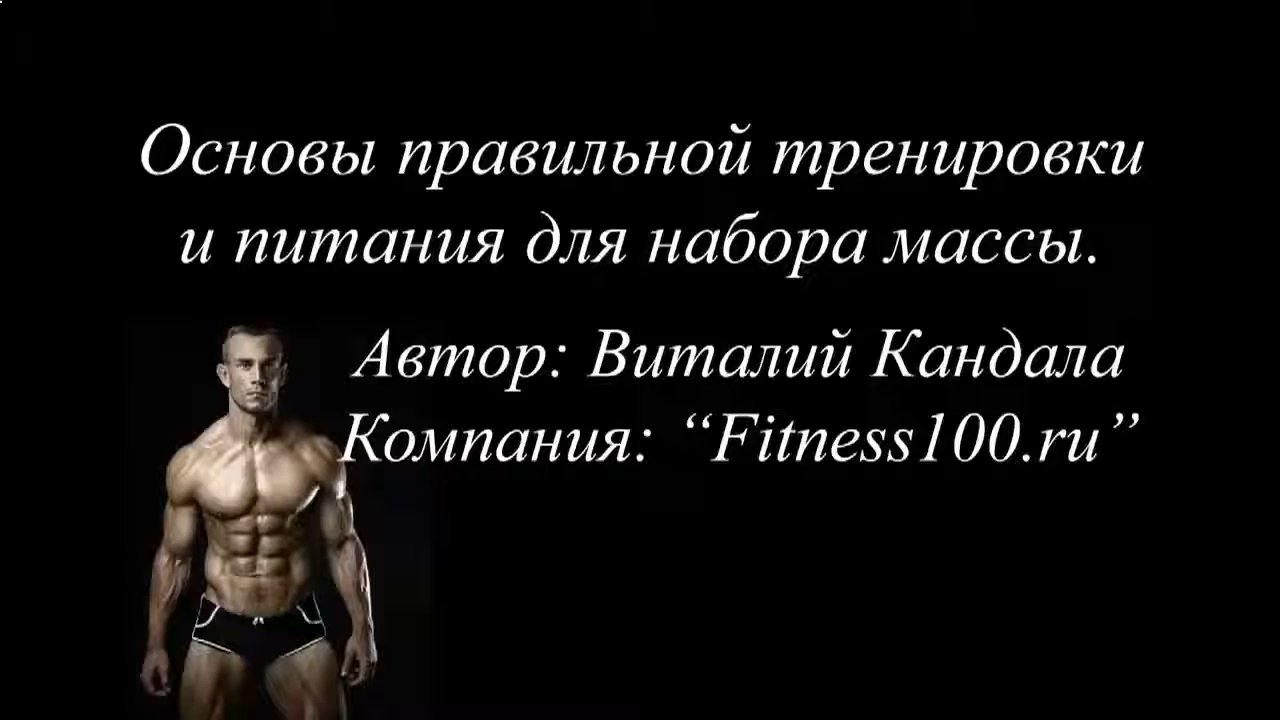 Основы правильной тренировки
и питания для набора массы.
Автор: Виталий Кандала
Компания: “Fitness100.ru”